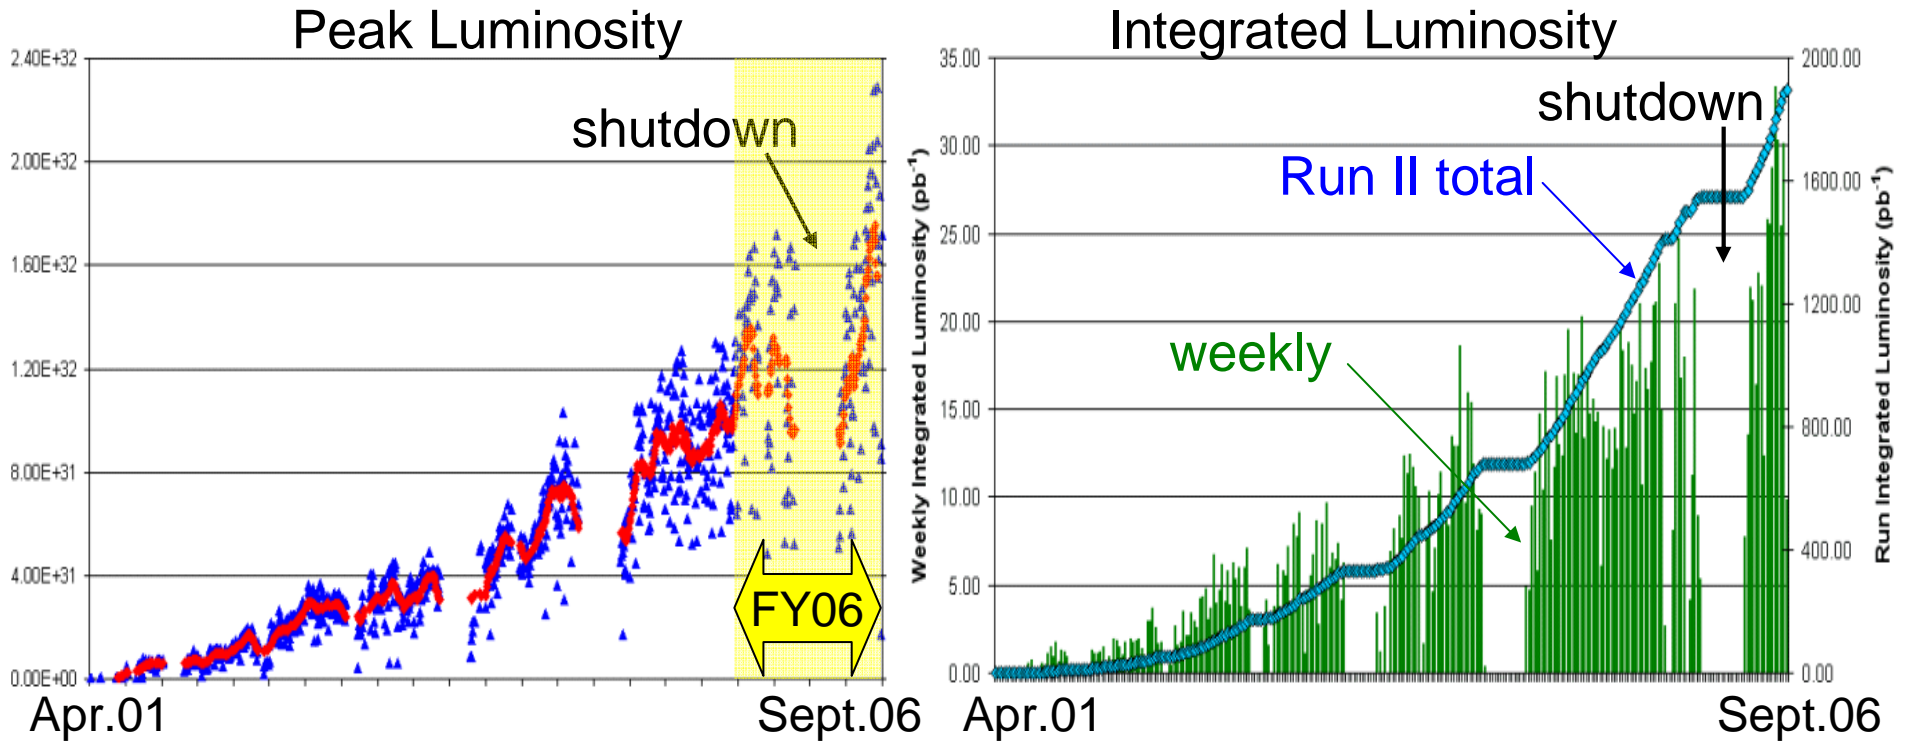 Peak Luminosity
2.40E+32
2.00E+32
1.60E+32
1.20E+32
8.00E+31
4.00E+31
0.00E+00
shutdown
FY06
Apr.01
Sept.06
Integrated Luminosity
35.00
30.00
25.00
20.00
15.00
10.00
5.00
0.00
Weekly Integrated Luminosity (pb⁻¹)
shutdown
Run II total
weekly
2000.00
1600.00
1200.00
800.00
400.00
0.00
Run Integrated Luminosity (pb⁻¹)
Apr.01
Sept.06